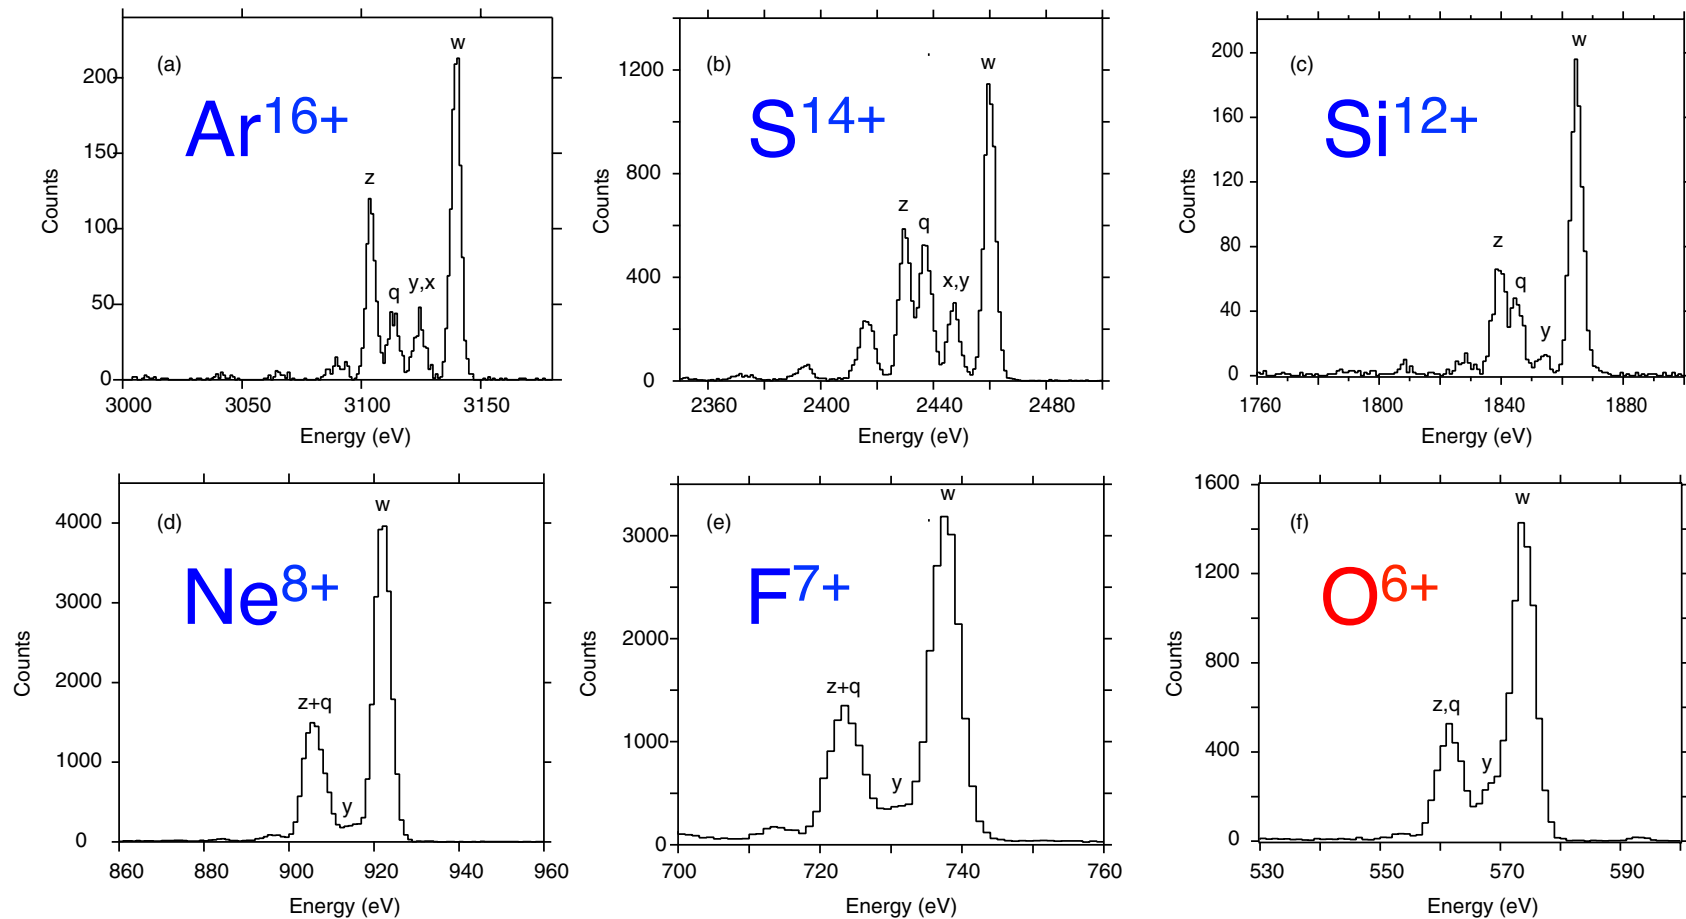 (a)
Ar16+
w
z
q
y,x
200
150
100
50
0
Counts
3000 3050 3100 3150
Energy (eV)
(b)
S14+
w
z
q
x,y
1200
800
400
0
Counts
2360 2400 2440 2480
Energy (eV)
(c)
Si12+
w
z
q
y
200
160
120
80
40
0
Counts
1760 1800 1840 1880
Energy (eV)
(d)
Ne8+
w
z+q
y
4000
3000
2000
1000
0
Counts
860 880 900 920 940 960
Energy (eV)
(e)
F7+
w
z+q
y
3000
2000
1000
0
Counts
700 720 740 760
Energy (eV)
(f)
O6+
w
z,q
y
1600
1200
800
400
0
Counts
530 550 570 590
Energy (eV)